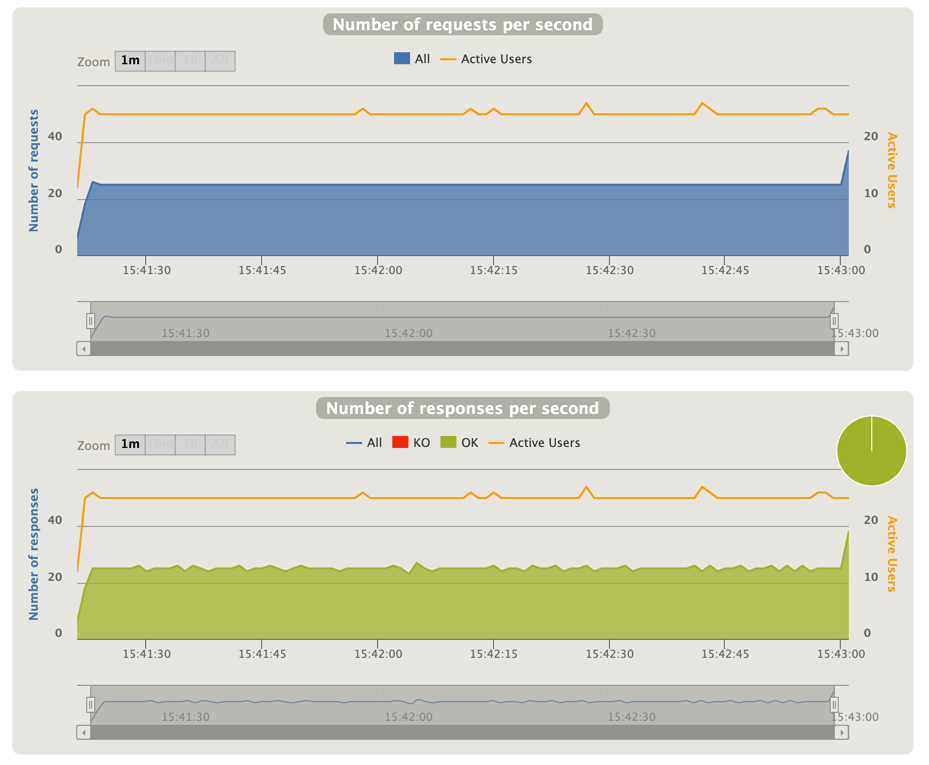 Number of requests per second
Zoom 1m 10m 1h All
All Active Users
Number of requests
40
20
0
20
10
0
Active Users
15:41:30 15:41:45 15:42:00 15:42:15 15:42:30 15:42:45 15:43:00
15:41:30 15:42:00 15:42:30 15:43:00
Number of responses per second
Zoom 1m 10m 1h All
All KO OK Active Users
Number of responses
40
20
0
20
10
0
Active Users
15:41:30 15:41:45 15:42:00 15:42:15 15:42:30 15:42:45 15:43:00
15:41:30 15:42:00 15:42:30 15:43:00